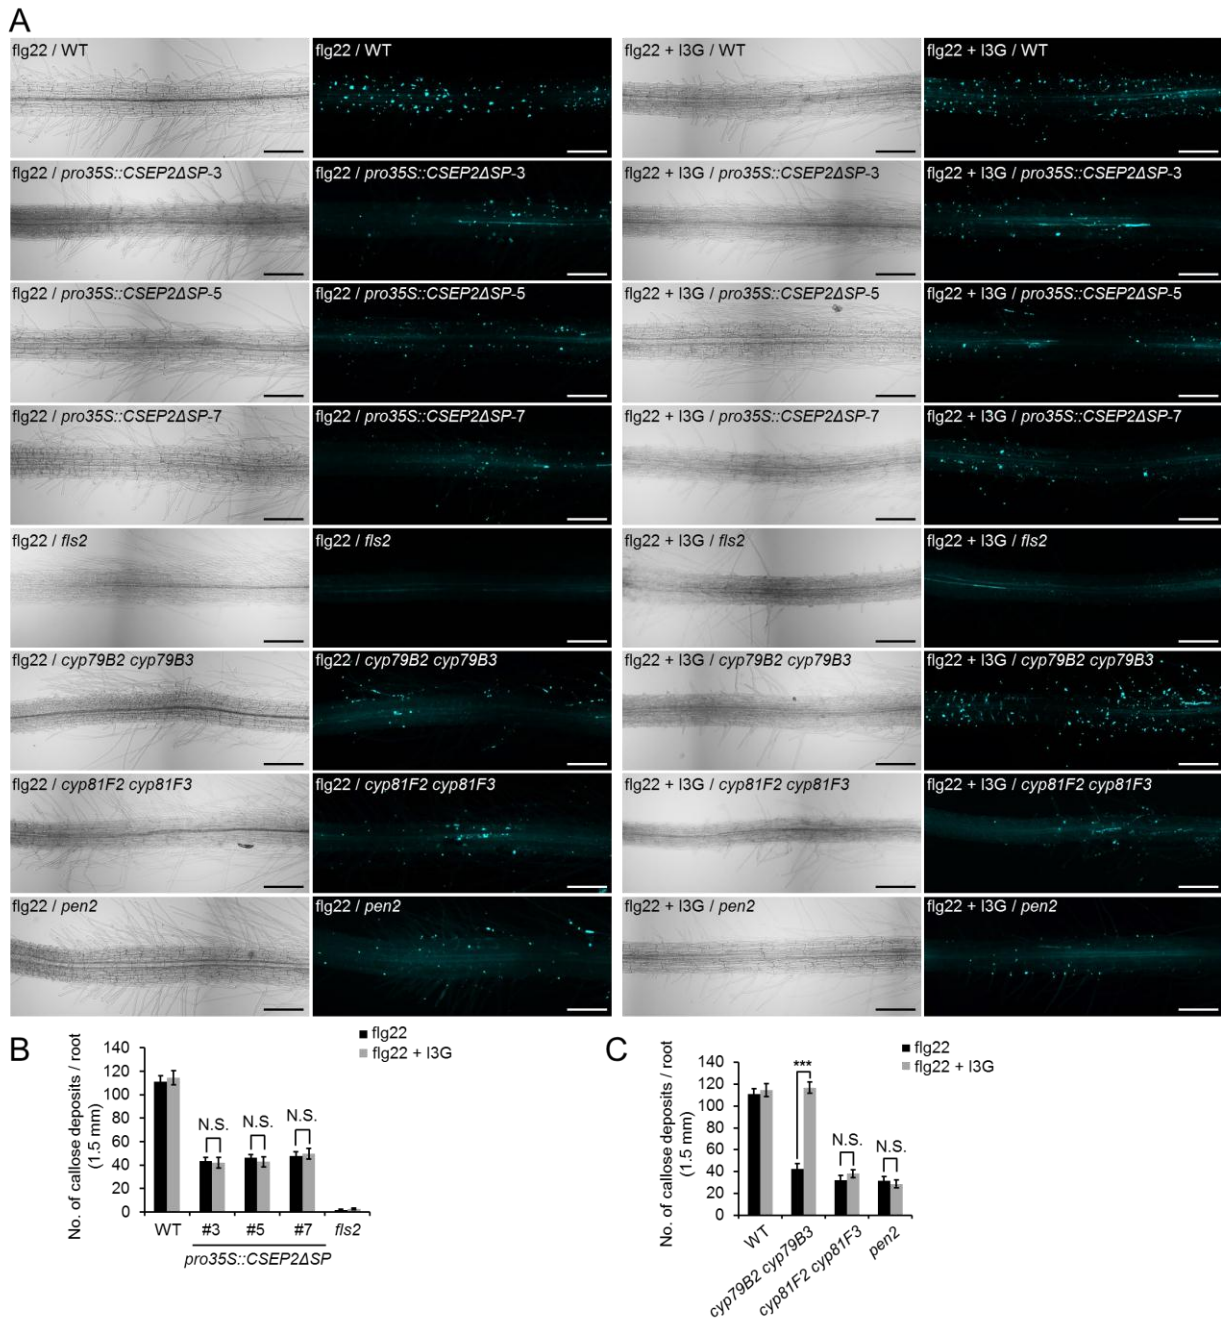 A
flg22 / WT
flg22 / WT
flg22 + I3G / WT
flg22 + I3G / WT
flg22 / pro35S::CSEP2ΔSP-3
flg22 / pro35S::CSEP2ΔSP-3
flg22 + I3G / pro35S::CSEP2ΔSP-3
flg22 + I3G / pro35S::CSEP2ΔSP-3
flg22 / pro35S::CSEP2ΔSP-5
flg22 / pro35S::CSEP2ΔSP-5
flg22 + I3G / pro35S::CSEP2ΔSP-5
flg22 + I3G / pro35S::CSEP2ΔSP-5
flg22 / pro35S::CSEP2ΔSP-7
flg22 / pro35S::CSEP2ΔSP-7
flg22 + I3G / pro35S::CSEP2ΔSP-7
flg22 + I3G / pro35S::CSEP2ΔSP-7
flg22 / fls2
flg22 / fls2
flg22 + I3G / fls2
flg22 + I3G / fls2
flg22 / cyp79B2 cyp79B3
flg22 / cyp79B2 cyp79B3
flg22 + I3G / cyp79B2 cyp79B3
flg22 + I3G / cyp79B2 cyp79B3
flg22 / cyp81F2 cyp81F3
flg22 / cyp81F2 cyp81F3
flg22 + I3G / cyp81F2 cyp81F3
flg22 + I3G / cyp81F2 cyp81F3
flg22 / pen2
flg22 / pen2
flg22 + I3G / pen2
flg22 + I3G / pen2
B
flg22
flg22 + I3G
No. of callose deposits / root
(1.5 mm)
140
120
100
80
60
40
20
0
N.S.
N.S.
N.S.
WT
#3
#5
#7
fls2
pro35S::CSEP2ΔSP
C
flg22
flg22 + I3G
No. of callose deposits / root
(1.5 mm)
140
120
100
80
60
40
20
0
***
N.S.
N.S.
WT
cyp79B2 cyp79B3
cyp81F2 cyp81F3
pen2